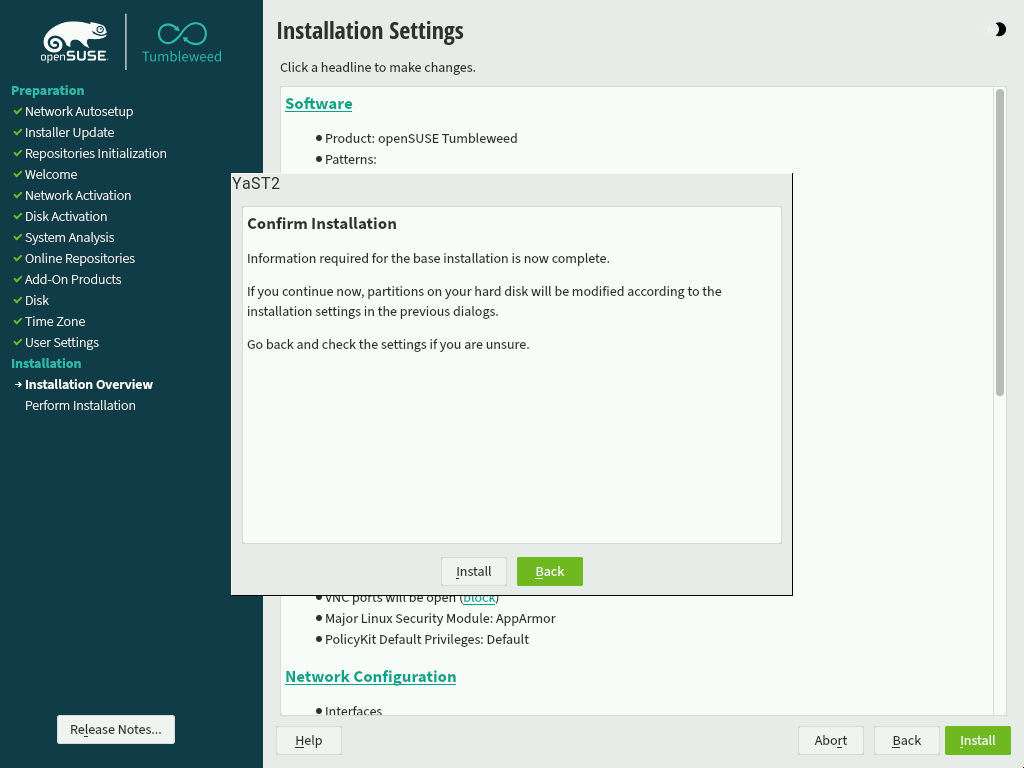 openSUSE
Tumbleweed
Preparation
Network Autosetup
Installer Update
Repositories Initialization
Welcome
Network Activation
Disk Activation
System Analysis
Online Repositories
Add-On Products
Disk
Time Zone
User Settings
Installation
Installation Overview
Perform Installation
Release Notes...
Installation Settings
Click a headline to make changes.
Software
Product: openSUSE Tumbleweed
Patterns:
YaST2
Confirm Installation
Information required for the base installation is now complete.
If you continue now, partitions on your hard disk will be modified according to the
installation settings in the previous dialogs.
Go back and check the settings if you are unsure.
Install
Back
VNC ports will be open (block)
Major Linux Security Module: AppArmor
PolicyKit Default Privileges: Default
Network Configuration
Interfaces
Help
Abort
Back
Install